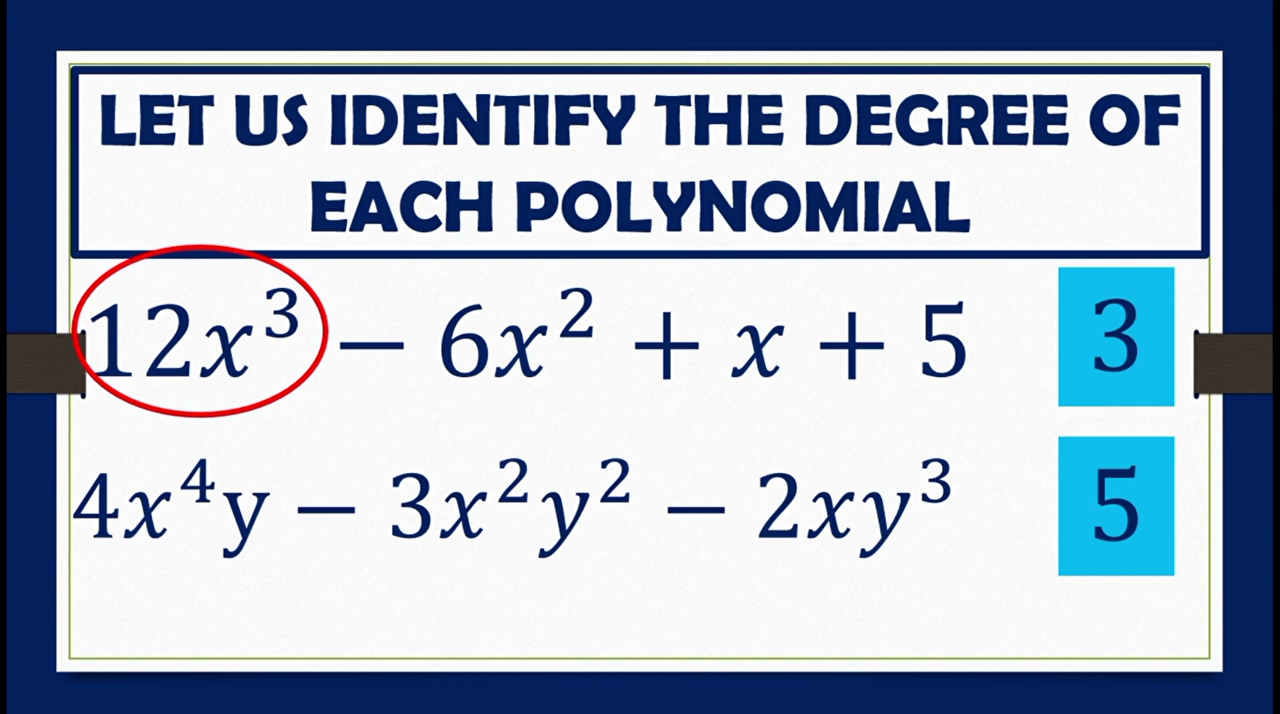 LET US IDENTIFY THE DEGREE OF
EACH POLYNOMIAL
12x³ − 6x² + x + 5 3
4x⁴y − 3x²y² − 2xy³ 5